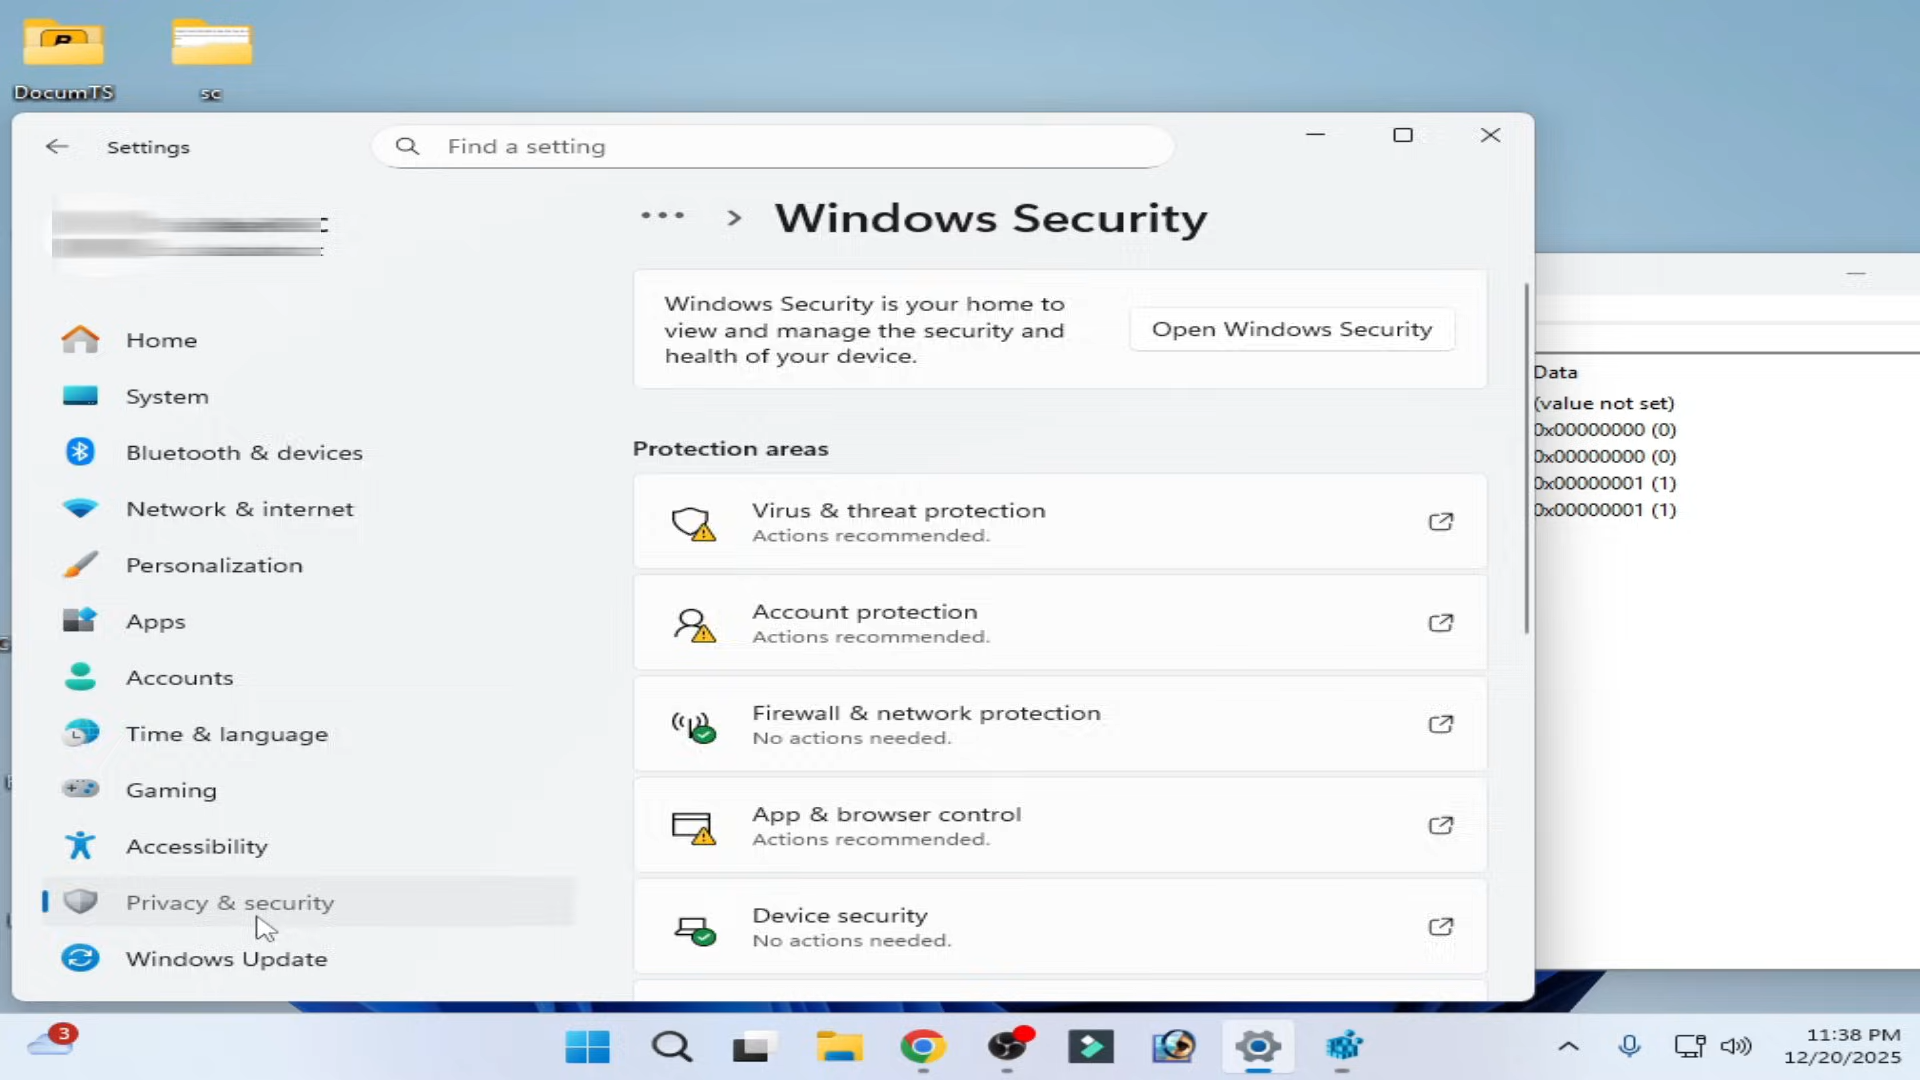 DocumTS
sc
Settings
Find a setting
Windows Security
Windows Security is your home to
view and manage the security and
health of your device.
Open Windows Security
Home
System
Bluetooth & devices
Network & internet
Personalization
Apps
Accounts
Time & language
Gaming
Accessibility
Privacy & security
Windows Update
Protection areas
Virus & threat protection
Actions recommended.
Account protection
Actions recommended.
Firewall & network protection
No actions needed.
App & browser control
Actions recommended.
Device security
No actions needed.
Data
(value not set)
0x00000000 (0)
0x00000000 (0)
0x00000001 (1)
0x00000001 (1)
3
11:38 PM
12/20/2025